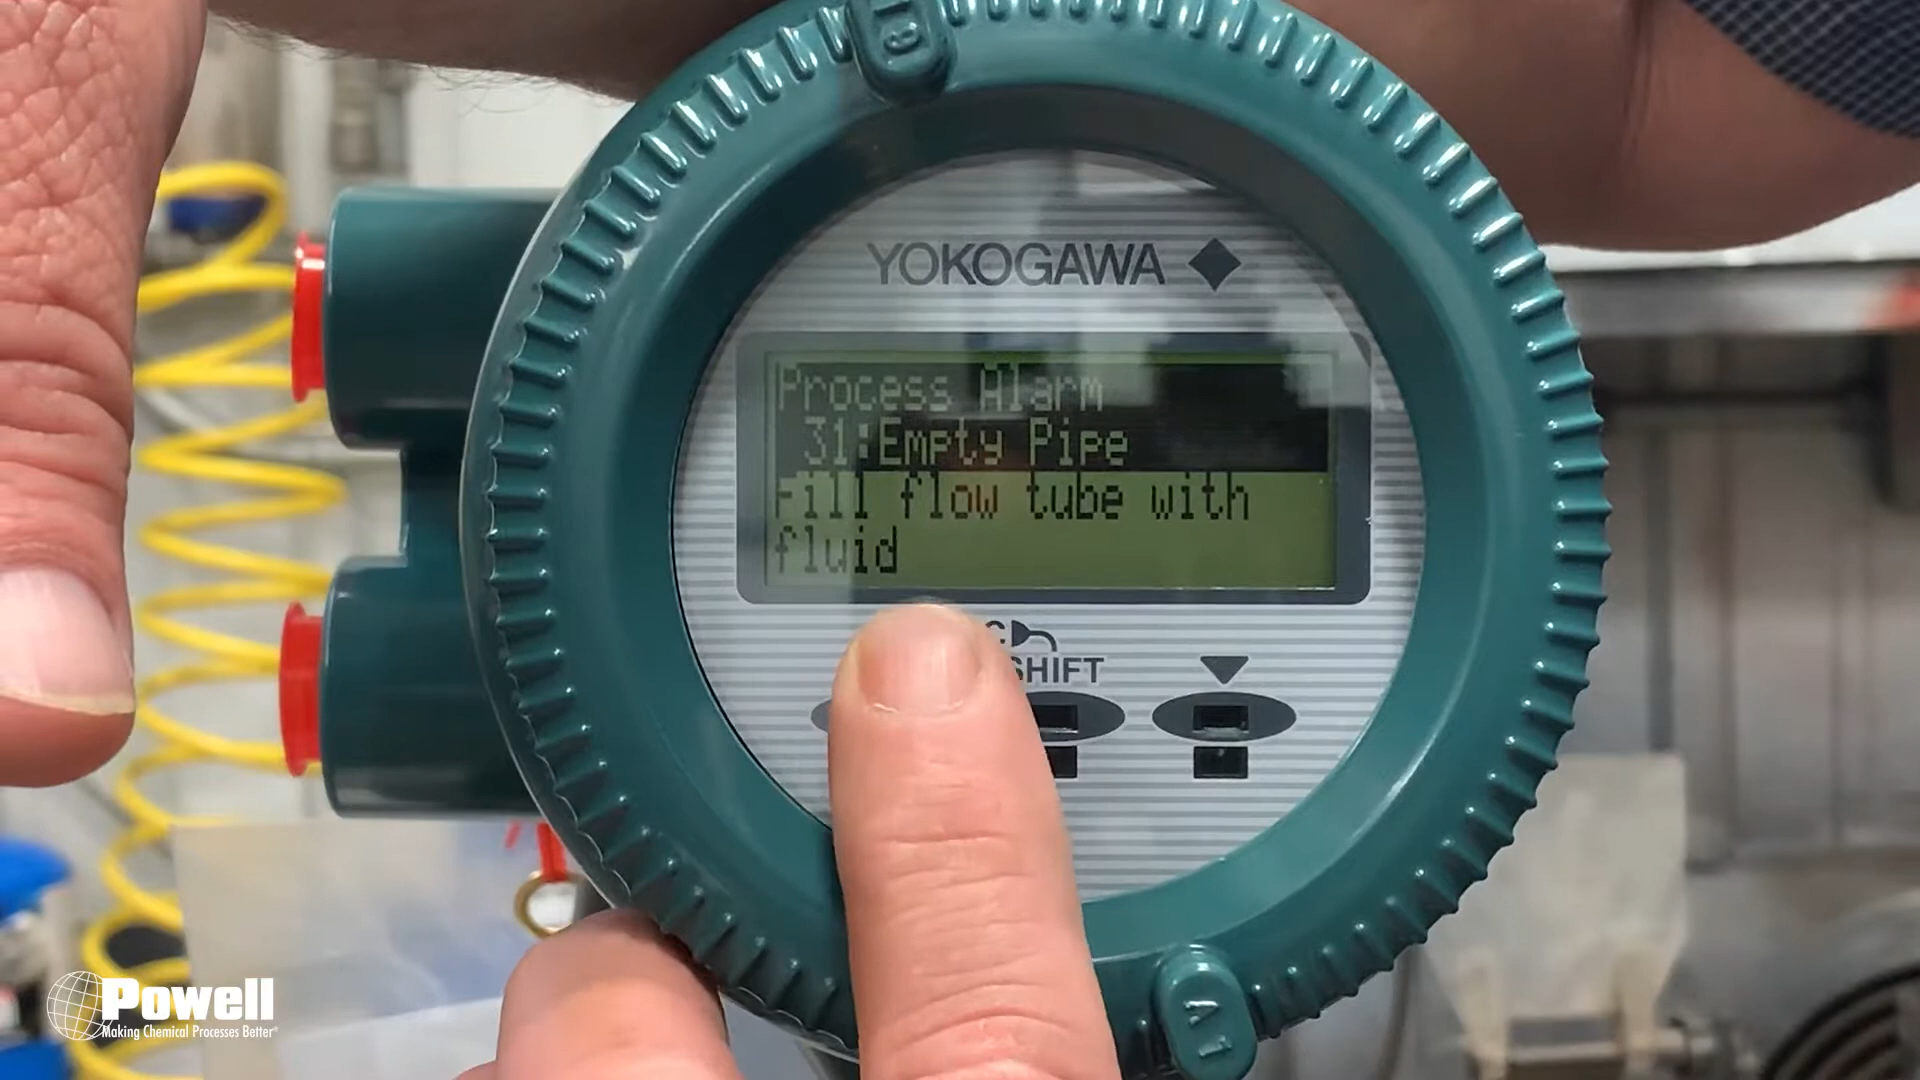 YOKOGAWA
Process Alarm
31:Empty Pipe
Fill flow tube with
fluid
SHIFT
Powell
Making Chemical Processes Better